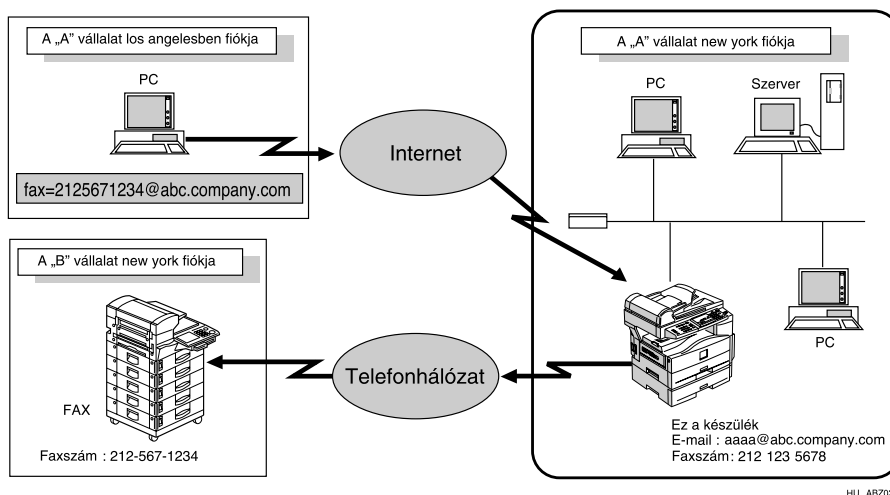 A „A” vállalat los angelesben fiókja
PC
fax=2125671234@abc.company.com
Internet
A „A” vállalat new york fiókja
PC
Szerver
PC
Ez a készülék
E-mail : aaaa@abc.company.com
Faxszám: 212 123 5678
A „B” vállalat new york fiókja
FAX
Faxszám : 212-567-1234
Telefonhálózat